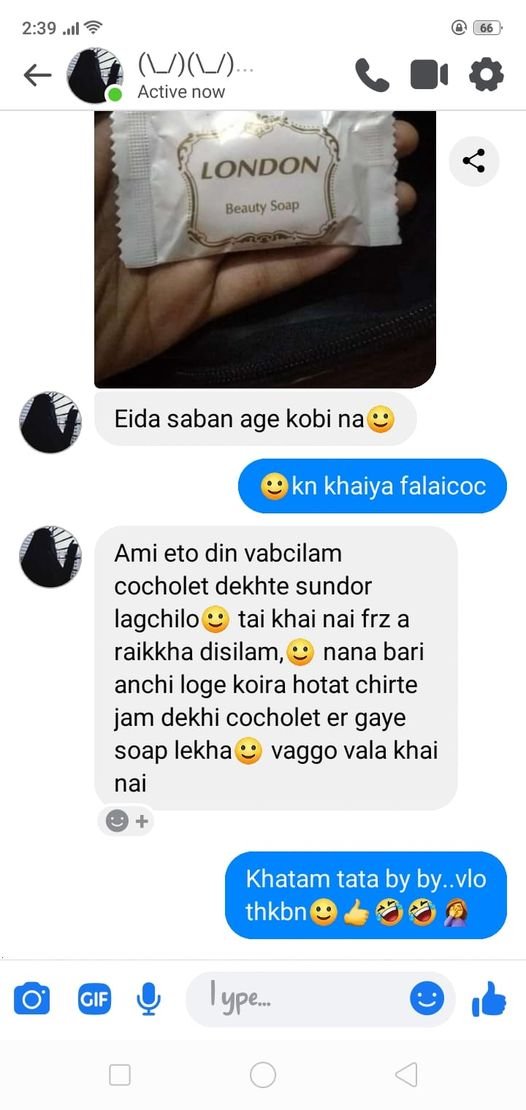 2:39
66
(\_/)(\_/)...
Active now
LONDON
Beauty Soap
Eida saban age kobi na🙂
🙂kn khaiya falaicoc
Ami eto din vabcilam
cocholet dekhte sundor
lagchilo🙂 tai khai nai frz a
raikkha disilam,🙂 nana bari
anchi loge koira hotat chirte
jam dekhi cocholet er gaye
soap lekha🙂 vaggo vala khai
nai
Khatam tata by by..vlo
thkbn🙂👍🤣🤣🤦‍♀️
GIF
Type...